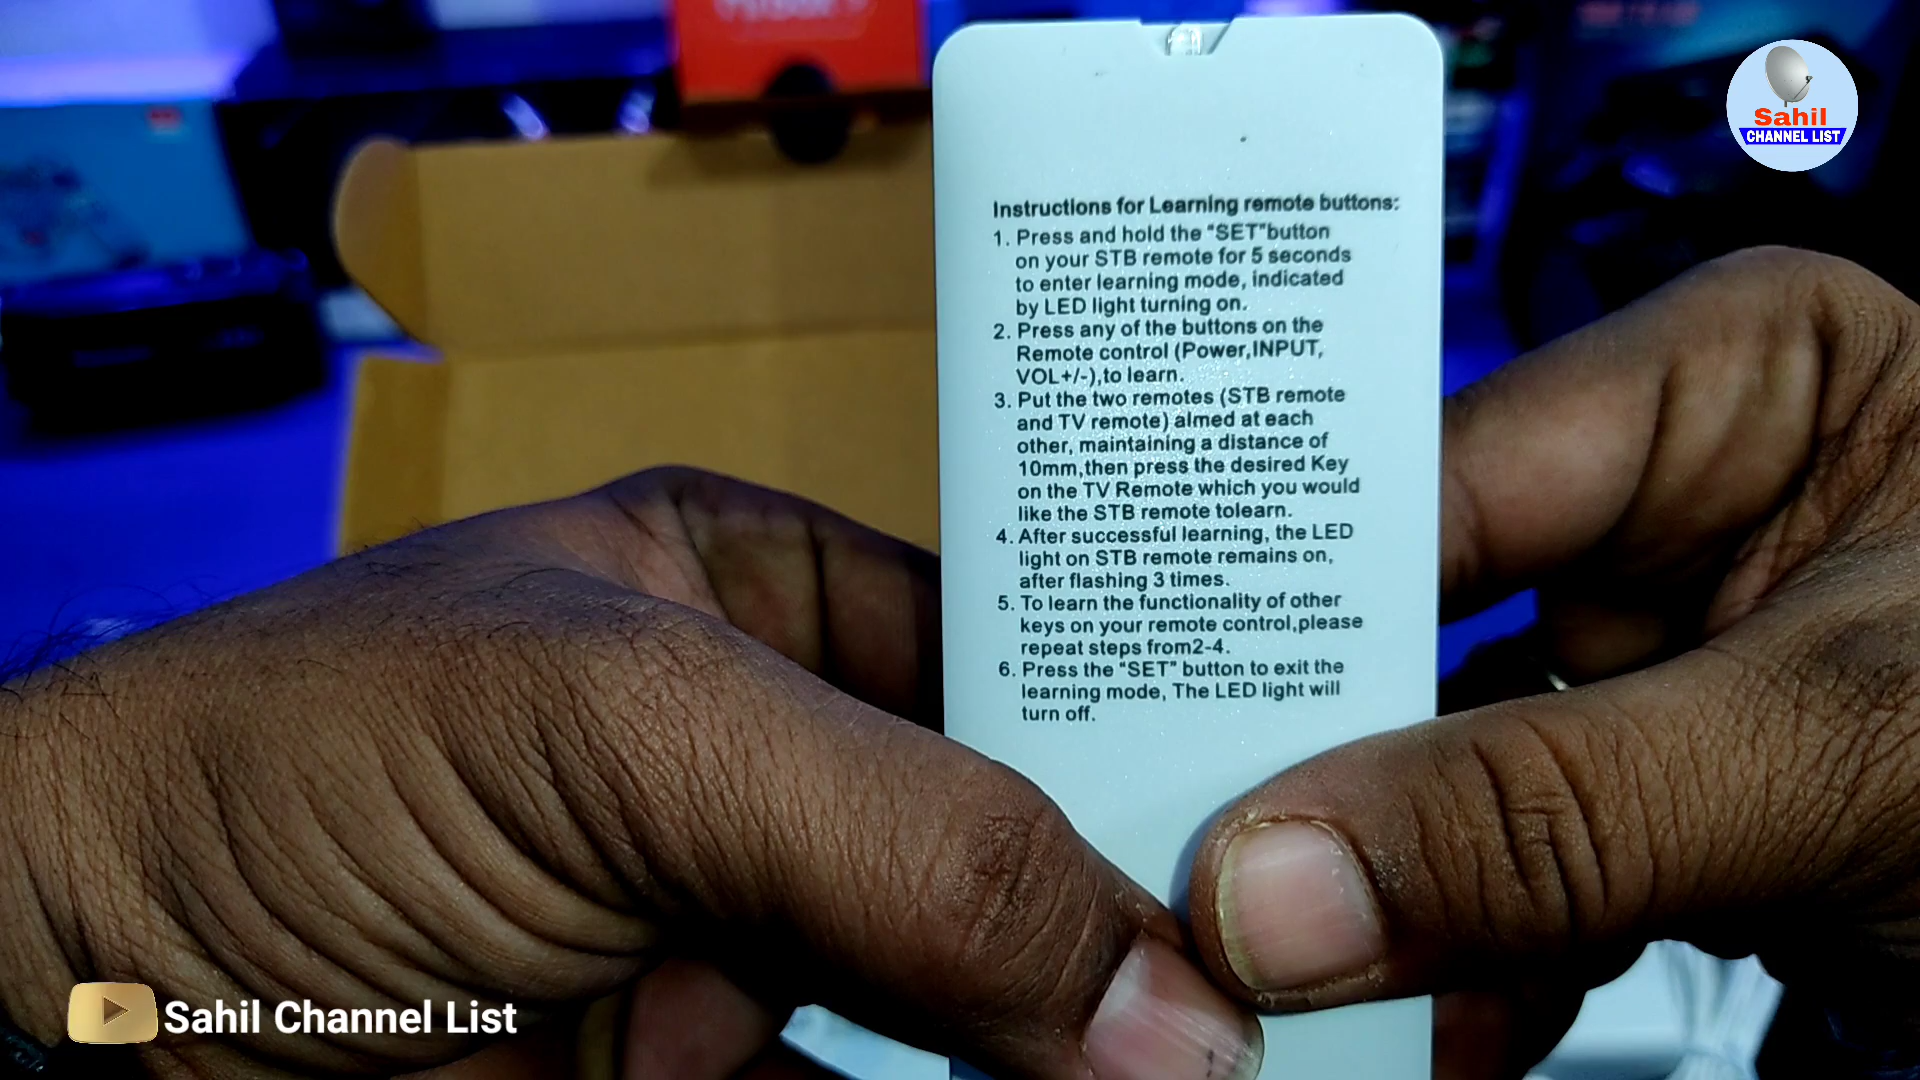 Sahil
CHANNEL LIST
Instructions for Learning remote buttons:
1. Press and hold the "SET"button
on your STB remote for 5 seconds
to enter learning mode, indicated
by LED light turning on.
2. Press any of the buttons on the
Remote control (Power,INPUT,
VOL+/-),to learn.
3. Put the two remotes (STB remote
and TV remote) aimed at each
other, maintaining a distance of
10mm,then press the desired Key
on the TV Remote which you would
like the STB remote tolearn.
4. After successful learning, the LED
light on STB remote remains on,
after flashing 3 times.
5. To learn the functionality of other
keys on your remote control,please
repeat steps from2-4.
6. Press the "SET" button to exit the
learning mode, The LED light will
turn off.
Sahil Channel List